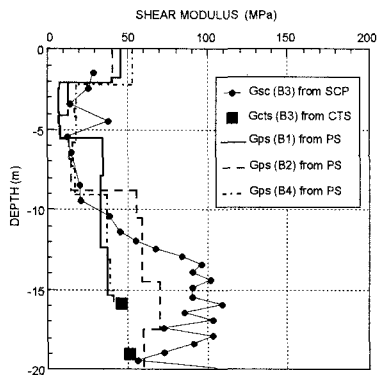 SHEAR MODULUS (MPa)
0 50 100 150 200
0
-5
-10
-15
-20
DEPTH (m)
Gsc (B3) from SCP
Gcts (B3) from CTS
Gps (B1) from PS
Gps (B2) from PS
Gps (B4) from PS